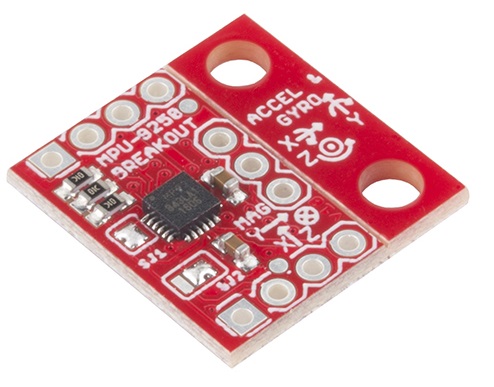 MPU-9250
BREAKOUT
ACCEL &
GYRO
X
Y
Z
MAG
Y
X
Z
SJ1
SJ2